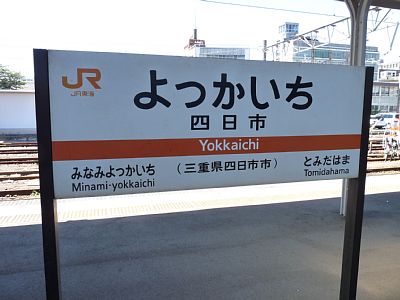 JR
JR東海
よっかいち
四日市
Yokkaichi
みなみよっかいち
Minami-yokkaichi
（三重県四日市市）
とみだはま
Tomidahama